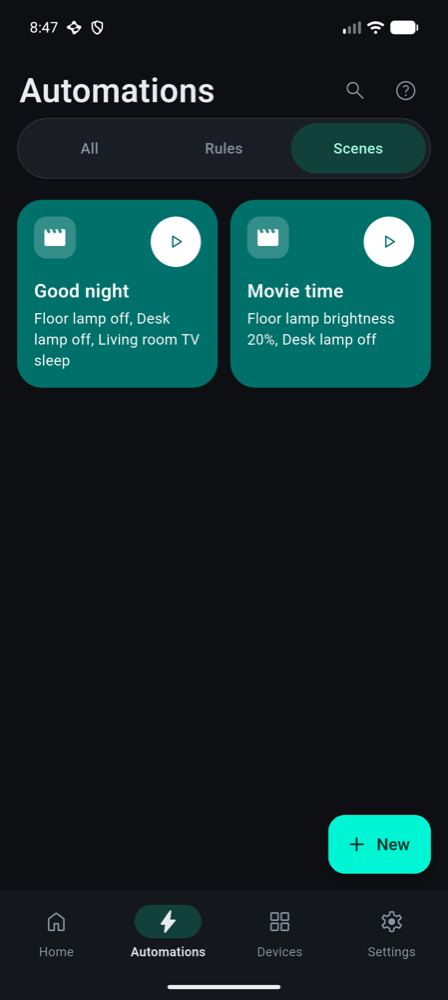 8:47
Automations
All
Rules
Scenes
Good night
Floor lamp off, Desk
lamp off, Living room TV
sleep
Movie time
Floor lamp brightness
20%, Desk lamp off
New
Home
Automations
Devices
Settings